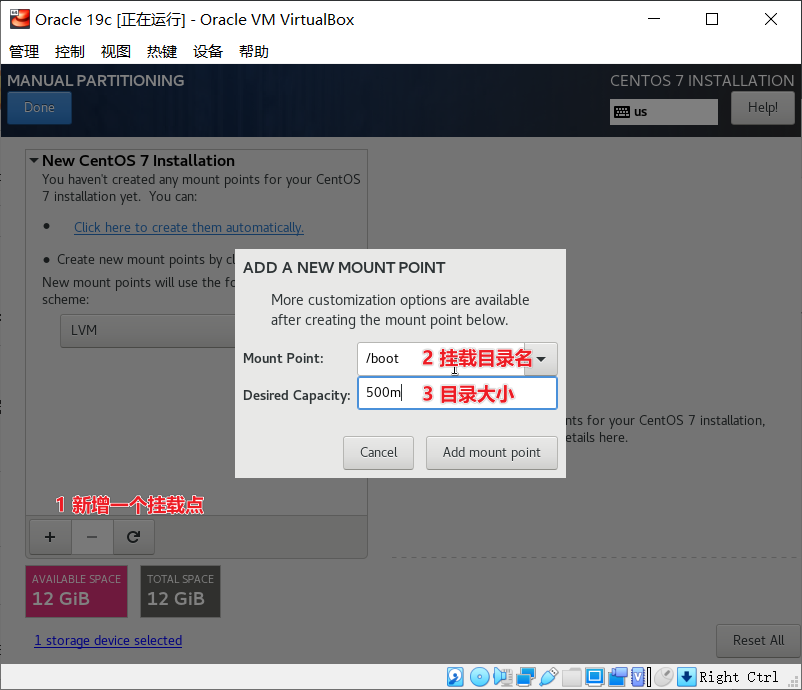 Oracle 19c [正在运行] - Oracle VM VirtualBox
管理 控制 视图 热键 设备 帮助
MANUAL PARTITIONING
CENTOS 7 INSTALLATION
Done
us
Help!
New CentOS 7 Installation
You haven't created any mount points for your CentOS
7 installation yet. You can:
Click here to create them automatically.
Create new mount points by cl
New mount points will use the fo
scheme:
LVM
ADD A NEW MOUNT POINT
More customization options are available
after creating the mount point below.
Mount Point: /boot 2 挂载目录名
Desired Capacity: 500m 3 目录大小
Cancel Add mount point
nts for your CentOS 7 installation,
etails here.
1 新增一个挂载点
+ −
AVAILABLE SPACE
12 GiB
TOTAL SPACE
12 GiB
1 storage device selected
Reset All
Right Ctrl